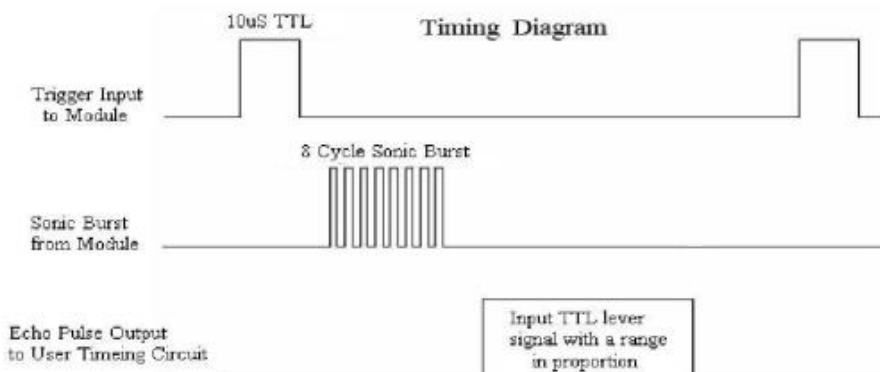 10uS TTL
Timing Diagram
Trigger Input
to Module
8 Cycle Sonic Burst
Sonic Burst
from Module
Echo Pulse Output
to User Timeing Circuit
Input TTL lever
signal with a range
in proportion